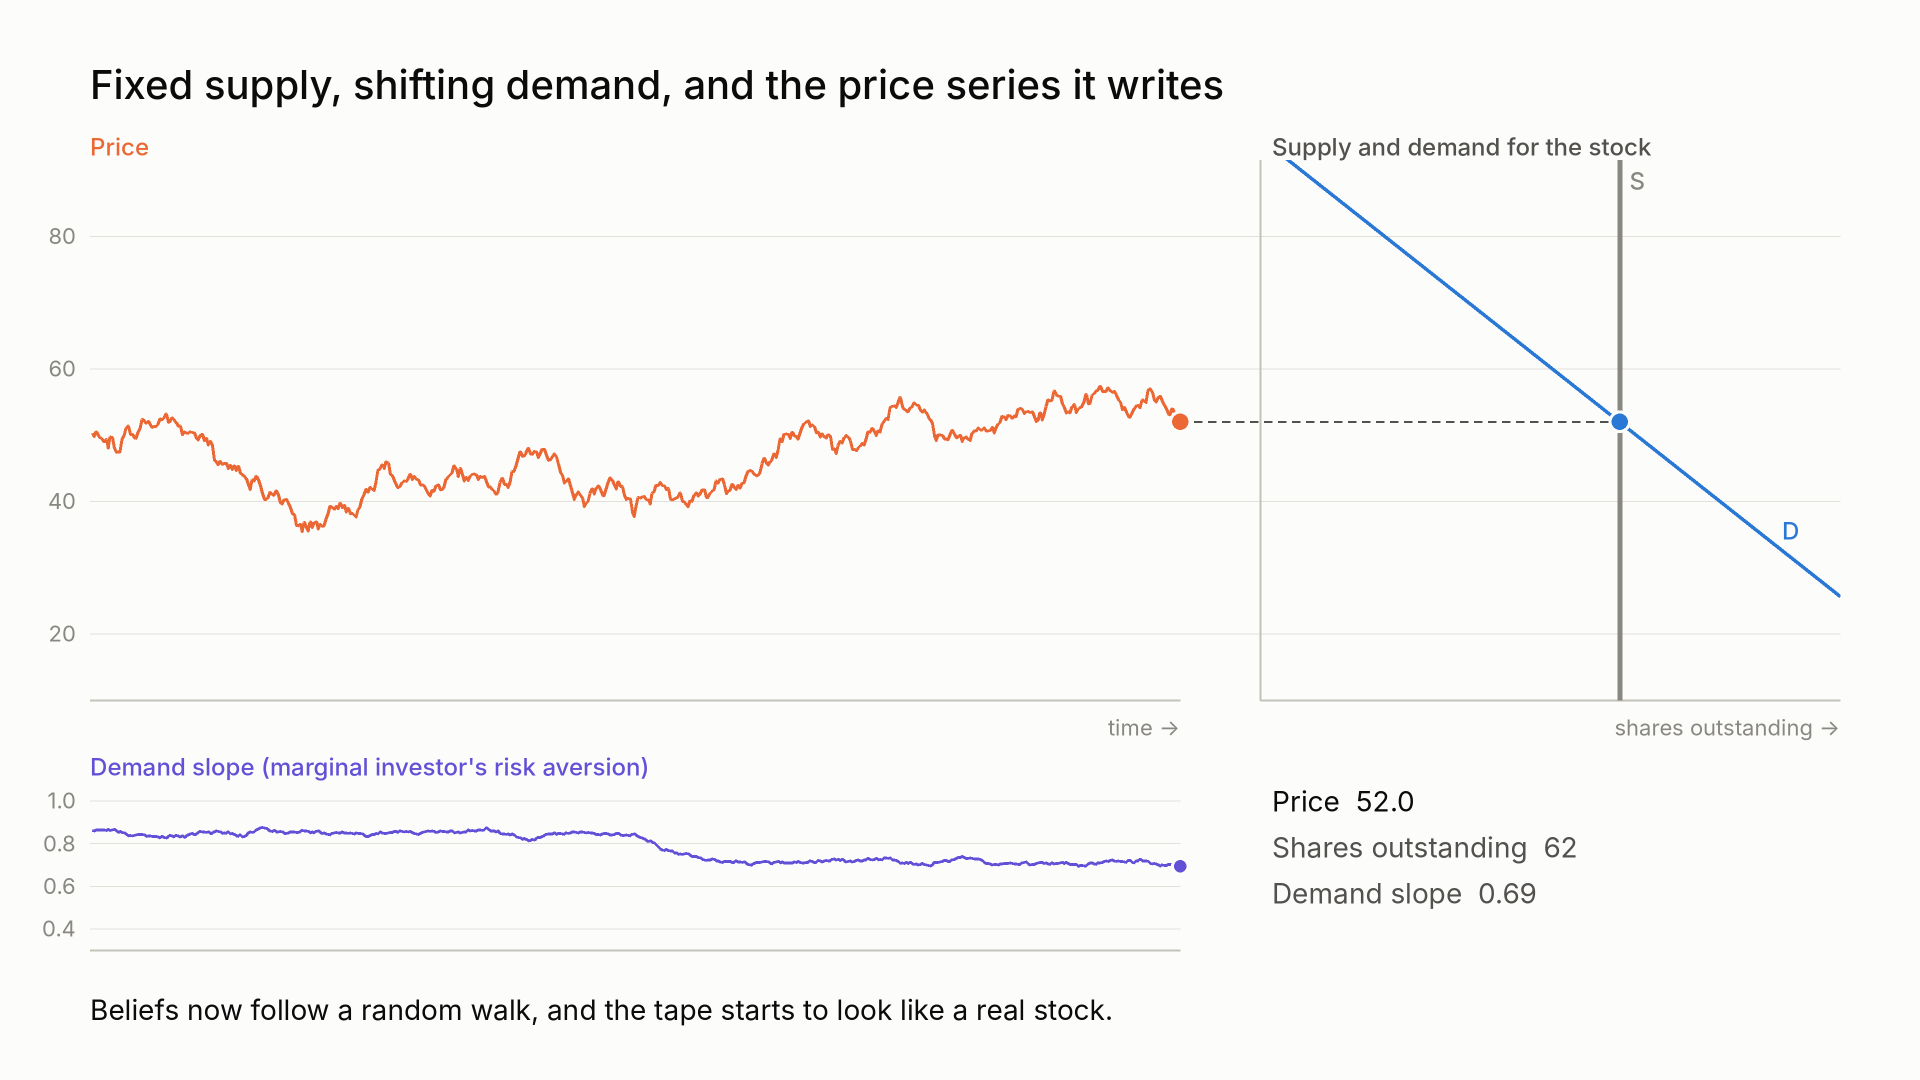 Fixed supply, shifting demand, and the price series it writes
Price
Supply and demand for the stock
S
80
60
40
20
D
time →
shares outstanding →
Demand slope (marginal investor's risk aversion)
1.0
0.8
0.6
0.4
Price 52.0
Shares outstanding 62
Demand slope 0.69
Beliefs now follow a random walk, and the tape starts to look like a real stock.